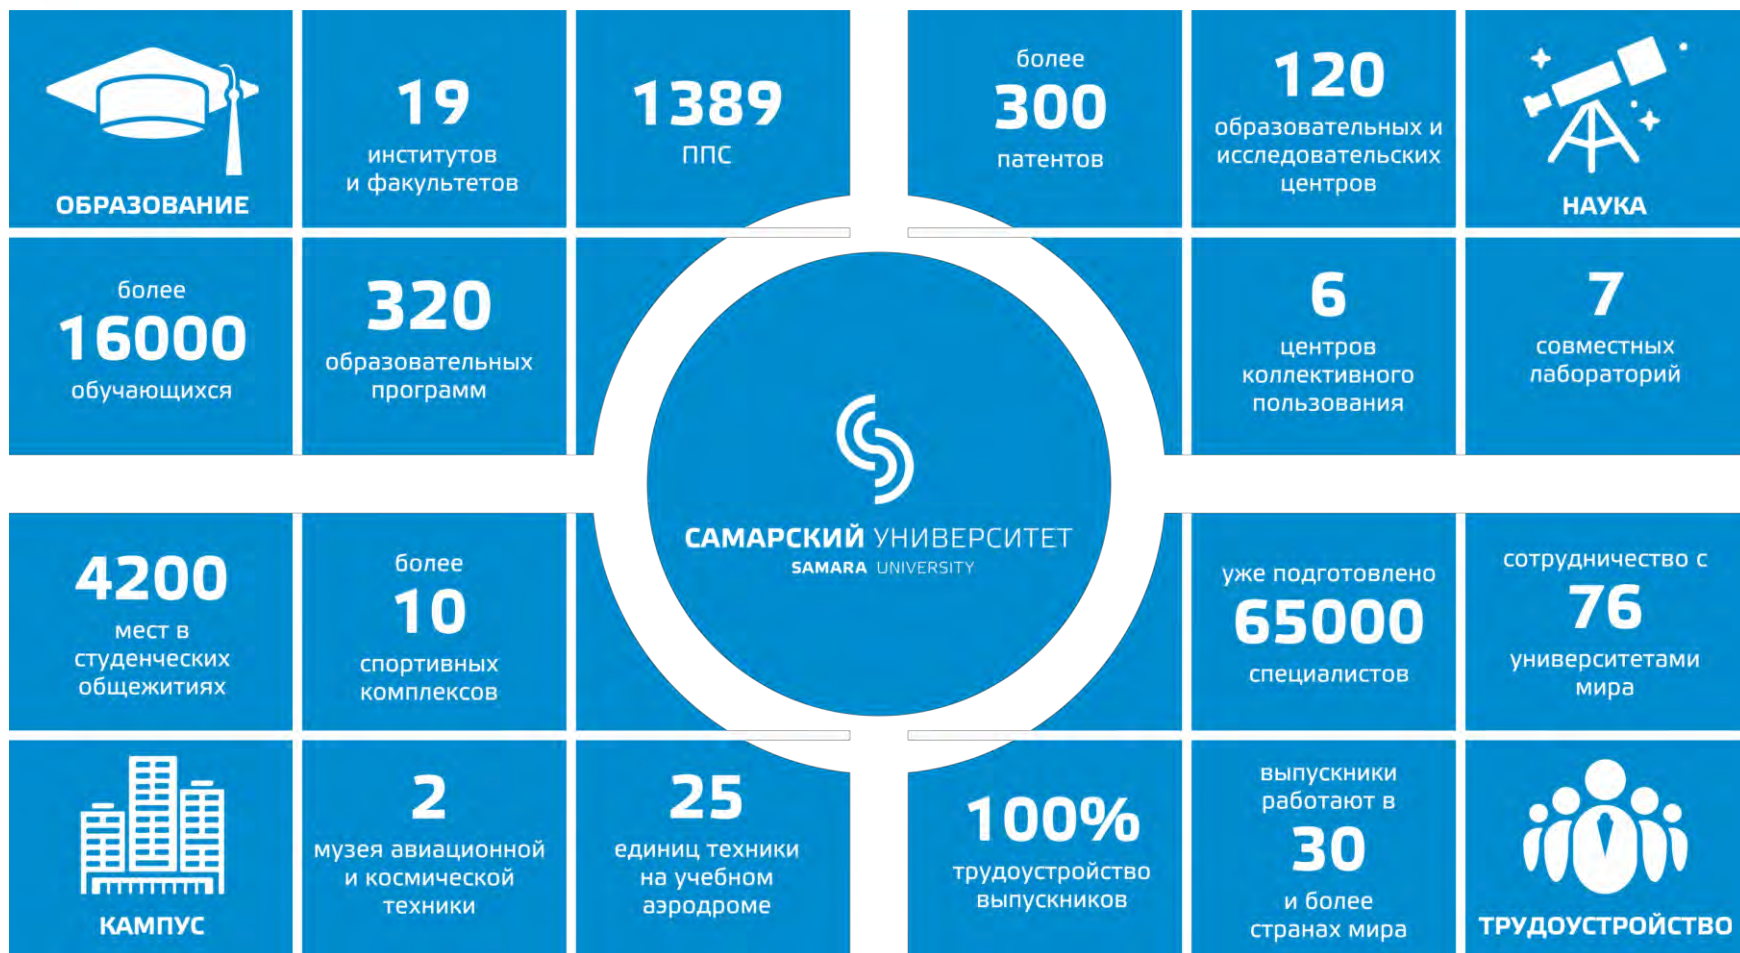 ОБРАЗОВАНИЕ
19
институтов
и факультетов
1389
ППС
более
16000
обучающихся
320
образовательных
программ
более
300
патентов
120
образовательных и
исследовательских
центров
НАУКА
6
центров
коллективного
пользования
7
совместных
лабораторий
САМАРСКИЙ УНИВЕРСИТЕТ
SAMARA UNIVERSITY
4200
мест в
студенческих
общежитиях
более
10
спортивных
комплексов
КАМПУС
2
музея авиационной
и космической
техники
25
единиц техники
на учебном
аэродроме
уже подготовлено
65000
специалистов
сотрудничество с
76
университетами
мира
100%
трудоустройство
выпускников
выпускники
работают в
30
и более
странах мира
ТРУДОУСТРОЙСТВО